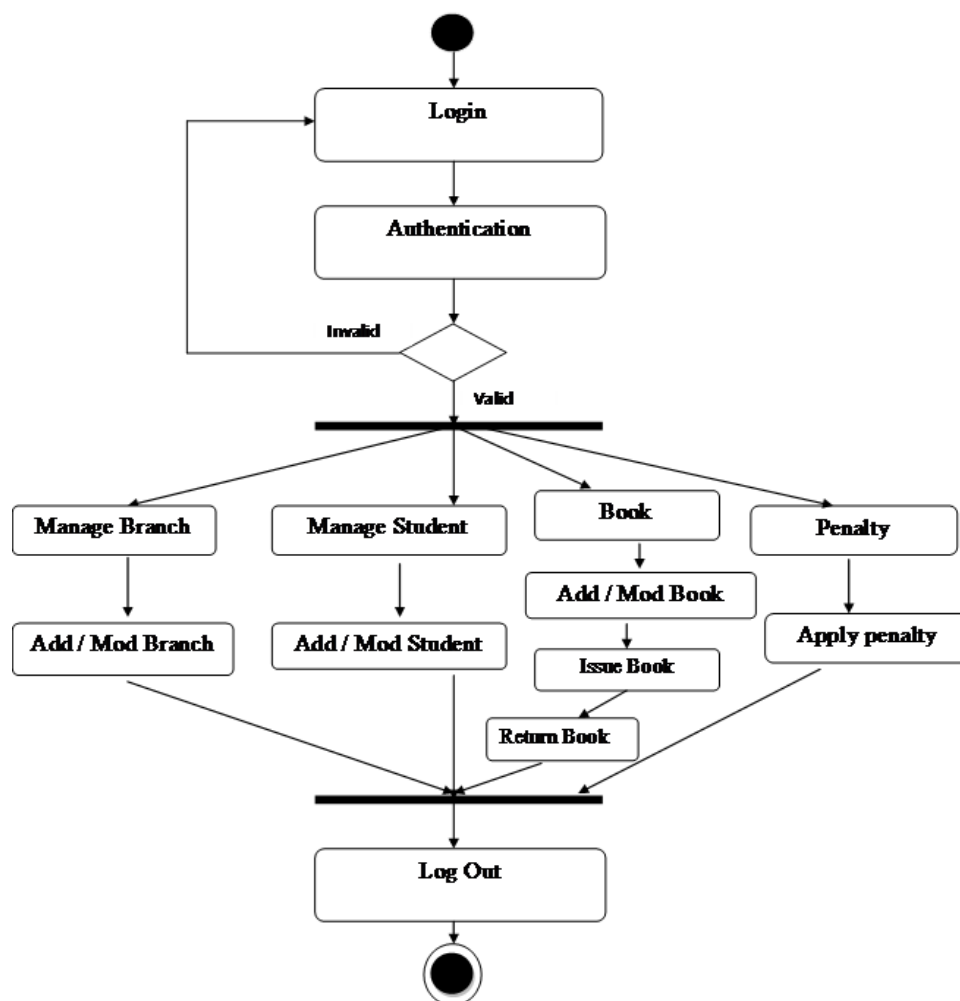 Login
Authentication
Invalid
Valid
Manage Branch
Manage Student
Book
Penalty
Add / Mod Branch
Add / Mod Student
Add / Mod Book
Apply penalty
Issue Book
Return Book
Log Out